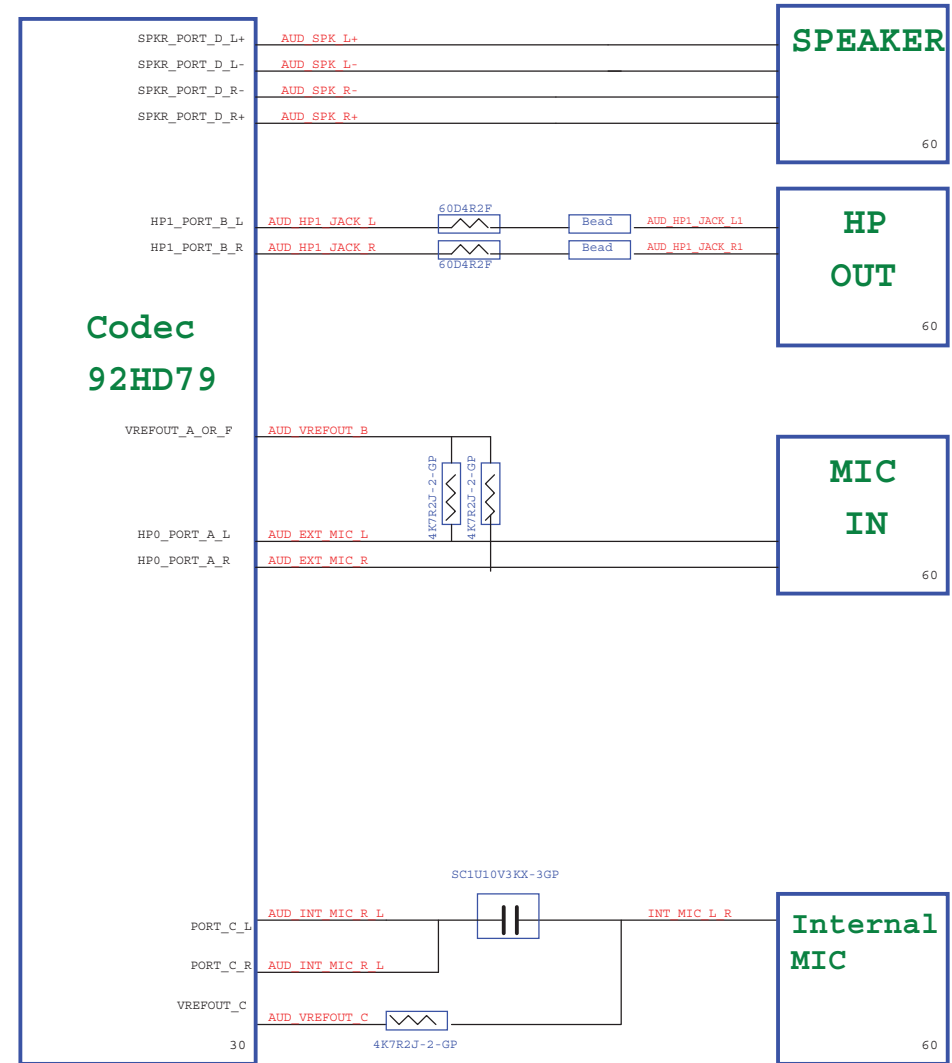 SPKR_PORT_D_L+ AUD_SPK_L+
SPEAKER
SPKR_PORT_D_L- AUD_SPK_L-
SPKR_PORT_D_R- AUD_SPK_R-
SPKR_PORT_D_R+ AUD_SPK_R+
60
60D4R2F
HP1_PORT_B_L AUD_HP1_JACK_L Bead AUD_HP1_JACK_L1
HP
HP1_PORT_B_R AUD_HP1_JACK_R Bead AUD_HP1_JACK_R1
60D4R2F
OUT
60
Codec
92HD79
VREFOUT_A_OR_F AUD_VREFOUT_B
4K7R2J-2-GP
4K7R2J-2-GP
MIC
IN
HP0_PORT_A_L AUD_EXT_MIC_L
HP0_PORT_A_R AUD_EXT_MIC_R
60
SC1U10V3KX-3GP
PORT_C_L AUD_INT_MIC_R_L INT_MIC_L_R
Internal
MIC
PORT_C_R AUD_INT_MIC_R_L
VREFOUT_C AUD_VREFOUT_C
4K7R2J-2-GP
30
60